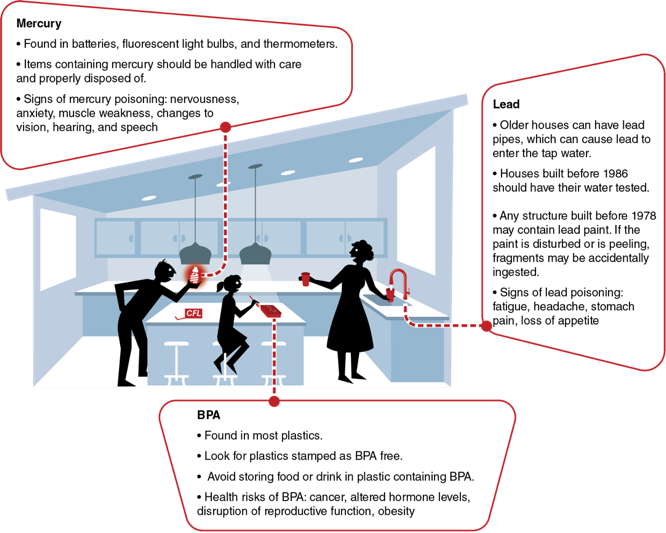 Mercury
• Found in batteries, fluorescent light bulbs, and thermometers.
• Items containing mercury should be handled with care
and properly disposed of.
• Signs of mercury poisoning: nervousness,
anxiety, muscle weakness, changes to
vision, hearing, and speech
Lead
• Older houses can have lead
pipes, which can cause lead to
enter the tap water.
• Houses built before 1986
should have their water tested.
• Any structure built before 1978
may contain lead paint. If the
paint is disturbed or is peeling,
fragments may be accidentally
ingested.
• Signs of lead poisoning:
fatigue, headache, stomach
pain, loss of appetite
CFL
BPA
• Found in most plastics.
• Look for plastics stamped as BPA free.
• Avoid storing food or drink in plastic containing BPA.
• Health risks of BPA: cancer, altered hormone levels,
disruption of reproductive function, obesity